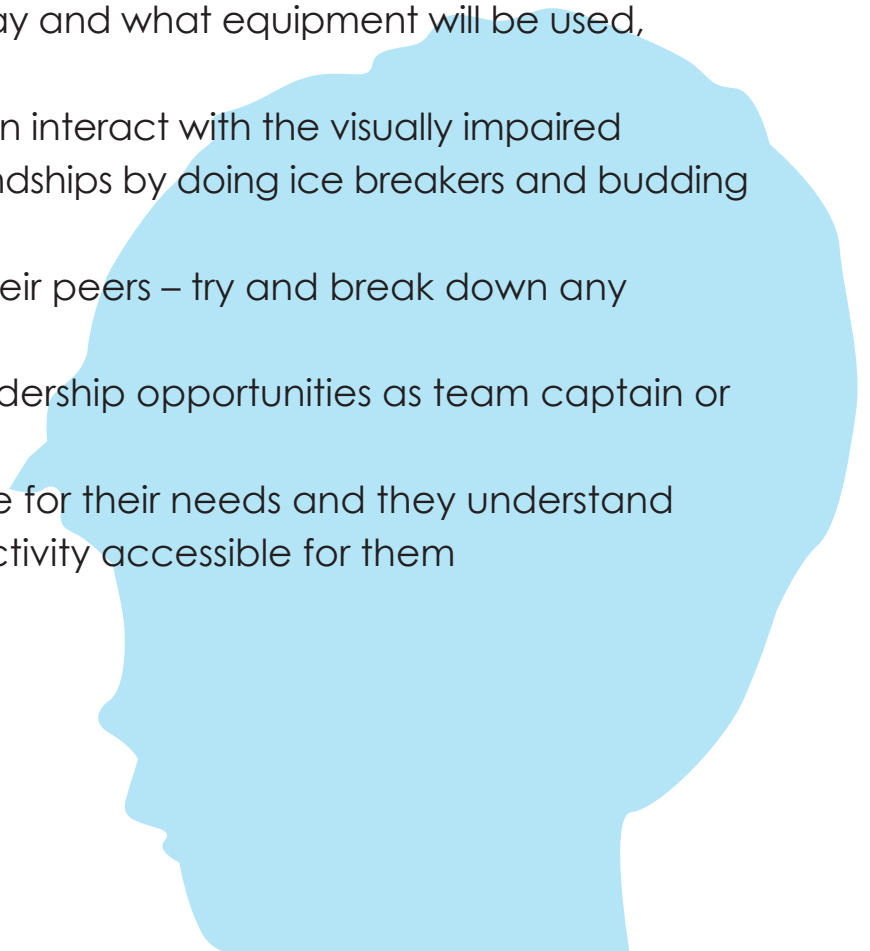 ay and what equipment will be used,
n interact with the visually impaired
ndships by doing ice breakers and budding
eir peers – try and break down any
dership opportunities as team captain or
e for their needs and they understand
ctivity accessible for them